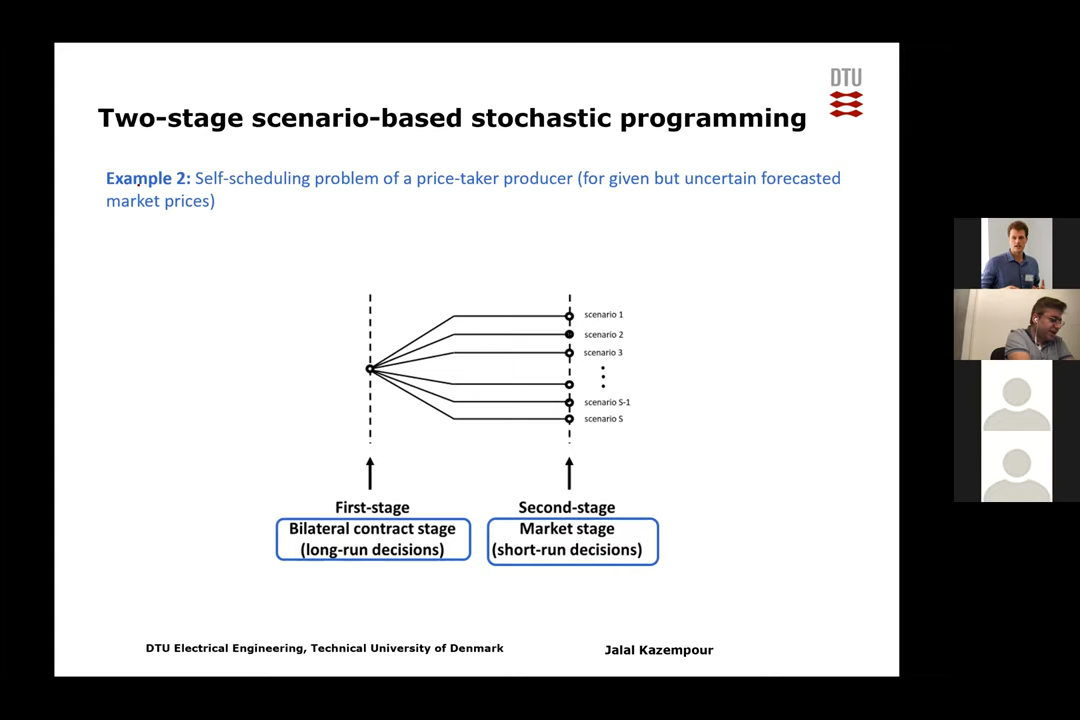 DTU
Two-stage scenario-based stochastic programming
Example 2: Self-scheduling problem of a price-taker producer (for given but uncertain forecasted
market prices)
scenario 1
scenario 2
scenario 3
scenario S-1
scenario S
First-stage
Bilateral contract stage
(long-run decisions)
Second-stage
Market stage
(short-run decisions)
DTU Electrical Engineering, Technical University of Denmark
Jalal Kazempour